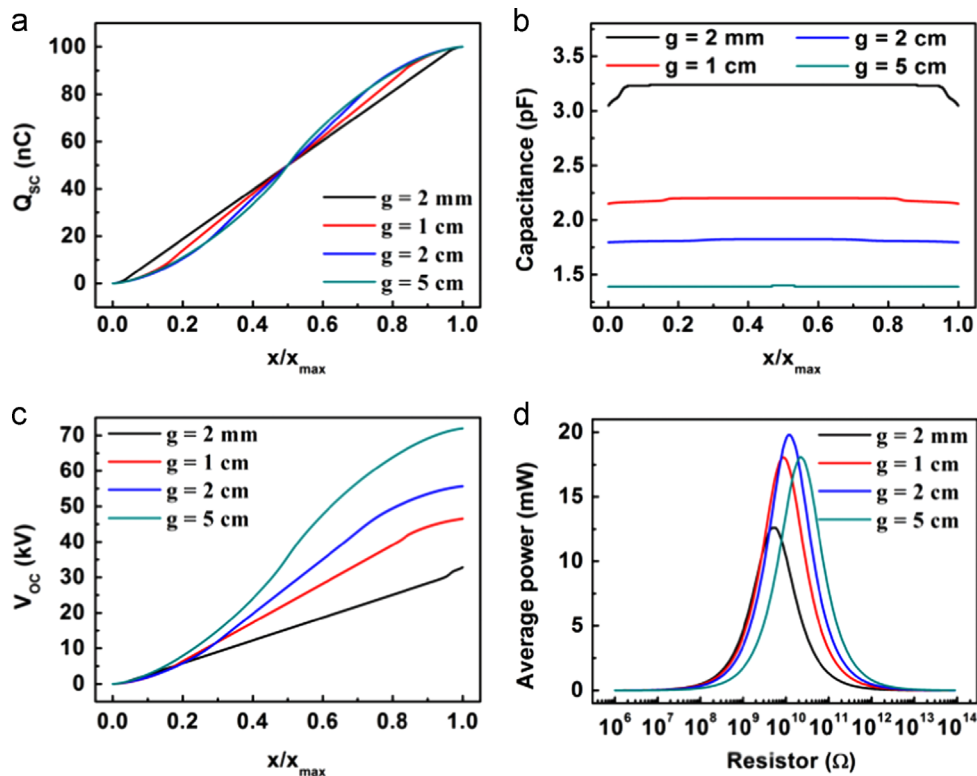 a
Q_SC (nC)
100
80
60
40
20
0
g = 2 mm
g = 1 cm
g = 2 cm
g = 5 cm
0.0 0.2 0.4 0.6 0.8 1.0
x/x_max
b
Capacitance (pF)
3.5
3.0
2.5
2.0
1.5
g = 2 mm g = 2 cm
g = 1 cm g = 5 cm
0.0 0.2 0.4 0.6 0.8 1.0
x/x_max
c
V_OC (kV)
70
60
50
40
30
20
10
0
g = 2 mm
g = 1 cm
g = 2 cm
g = 5 cm
0.0 0.2 0.4 0.6 0.8 1.0
x/x_max
d
Average power (mW)
20
15
10
5
0
g = 2 mm
g = 1 cm
g = 2 cm
g = 5 cm
10^6 10^7 10^8 10^9 10^10 10^11 10^12 10^13 10^14
Resistor (Ω)